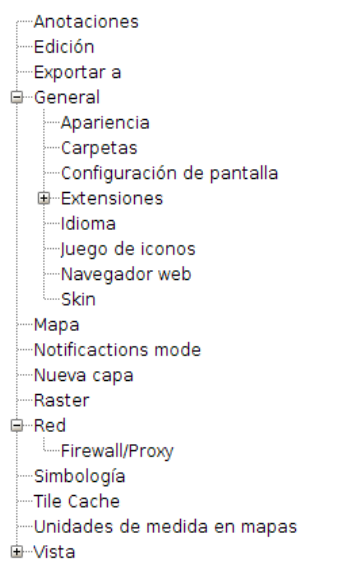 Anotaciones
Edición
Exportar a
General
Apariencia
Carpetas
Configuración de pantalla
Extensiones
Idioma
Juego de iconos
Navegador web
Skin
Mapa
Notificactions mode
Nueva capa
Raster
Red
Firewall/Proxy
Simbología
Tile Cache
Unidades de medida en mapas
Vista